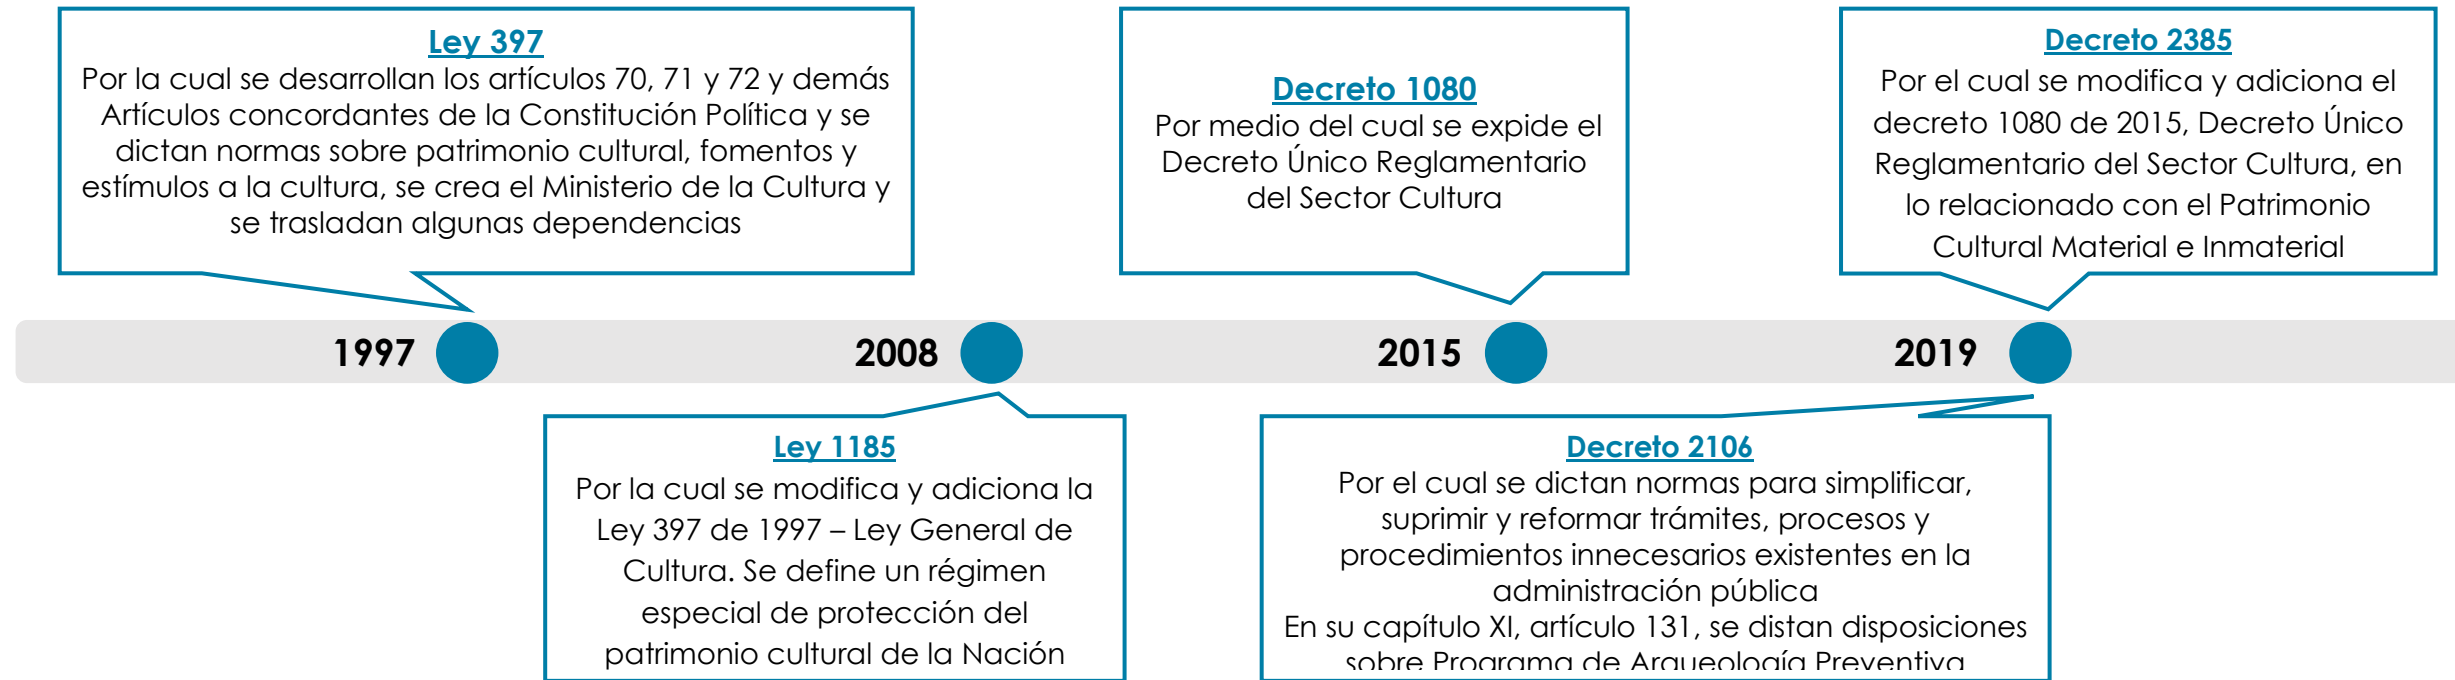 Ley 397
Por la cual se desarrollan los artículos 70, 71 y 72 y demás
Artículos concordantes de la Constitución Política y se
dictan normas sobre patrimonio cultural, fomentos y
estímulos a la cultura, se crea el Ministerio de la Cultura y
se trasladan algunas dependencias
Decreto 1080
Por medio del cual se expide el
Decreto Único Reglamentario
del Sector Cultura
Decreto 2385
Por el cual se modifica y adiciona el
decreto 1080 de 2015, Decreto Único
Reglamentario del Sector Cultura, en
lo relacionado con el Patrimonio
Cultural Material e Inmaterial
1997
2008
2015
2019
Ley 1185
Por la cual se modifica y adiciona la
Ley 397 de 1997 – Ley General de
Cultura. Se define un régimen
especial de protección del
patrimonio cultural de la Nación
Decreto 2106
Por el cual se dictan normas para simplificar,
suprimir y reformar trámites, procesos y
procedimientos innecesarios existentes en la
administración pública
En su capítulo XI, artículo 131, se distan disposiciones
sobre Programa de Arqueología Preventiva